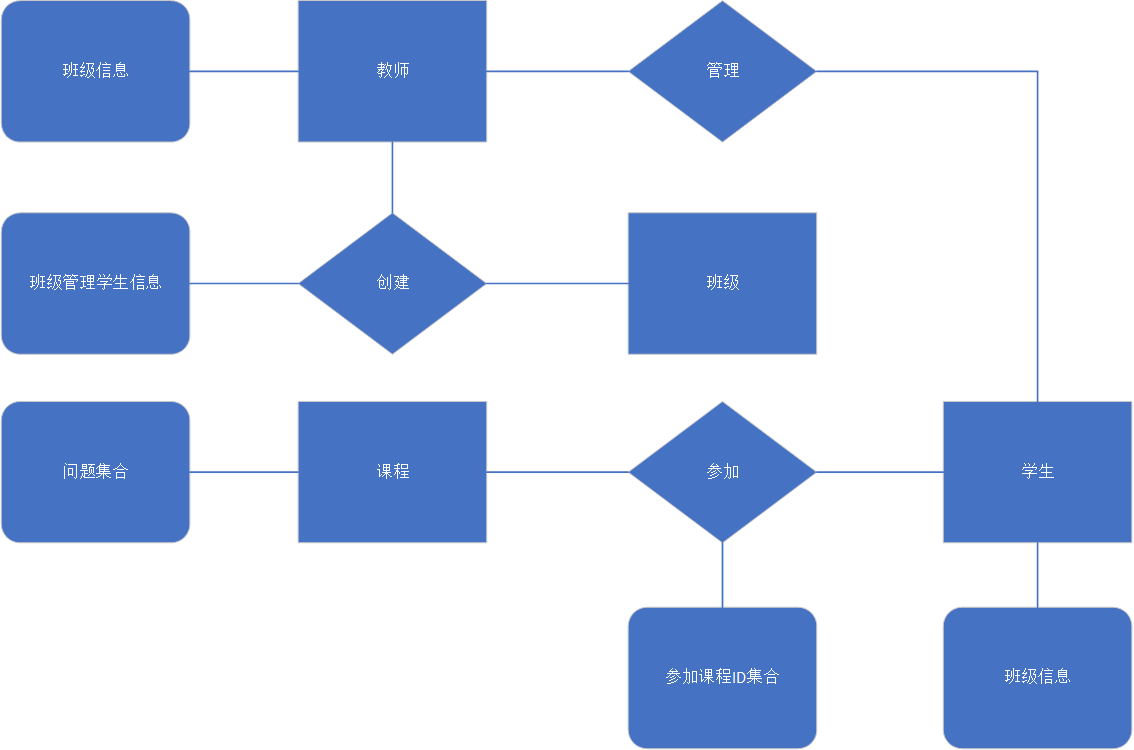 班级信息
教师
管理
班级管理学生信息
创建
班级
问题集合
课程
参加
学生
参加课程ID集合
班级信息